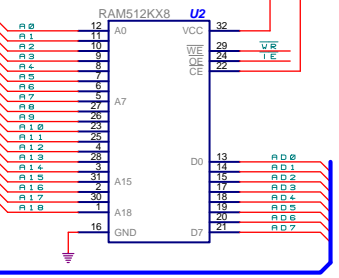 RAM512KX8 U2
A0 12 A0 VCC 32
A1 11
A2 10 WE 29 WR
A3 9 OE 24 IE
A4 8 CE 22
A5 7
A6 6
A7 5 A7
A8 27
A9 26
A10 23
A11 25
A12 4
A13 28 D0 13 AD0
A14 3 14 AD1
A15 31 A15 15 AD2
A16 2 17 AD3
A17 30 18 AD4
A18 1 A18 19 AD5
20 AD6
16 GND D7 21 AD7